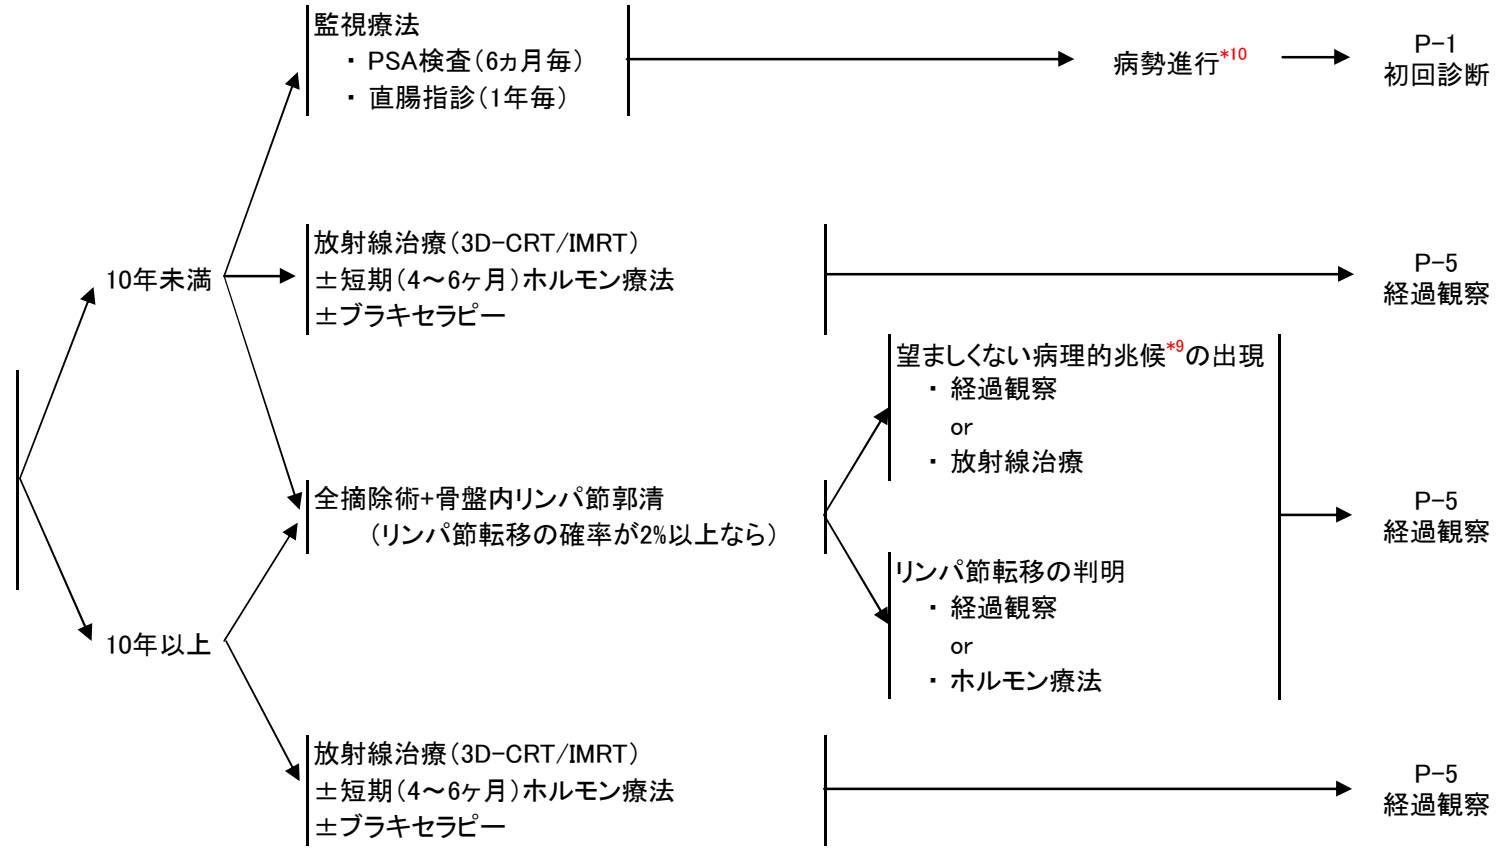 監視療法
・ PSA検査(6ヵ月毎)
・ 直腸指診(1年毎)
病勢進行*10
P-1
初回診断
10年未満
放射線治療(3D-CRT/IMRT)
±短期(4～6ヶ月)ホルモン療法
±ブラキセラピー
P-5
経過観察
全摘除術+骨盤内リンパ節郭清
(リンパ節転移の確率が2%以上なら)
望ましくない病理的兆候*9の出現
・ 経過観察
or
・ 放射線治療
リンパ節転移の判明
・ 経過観察
or
・ ホルモン療法
P-5
経過観察
10年以上
放射線治療(3D-CRT/IMRT)
±短期(4～6ヶ月)ホルモン療法
±ブラキセラピー
P-5
経過観察